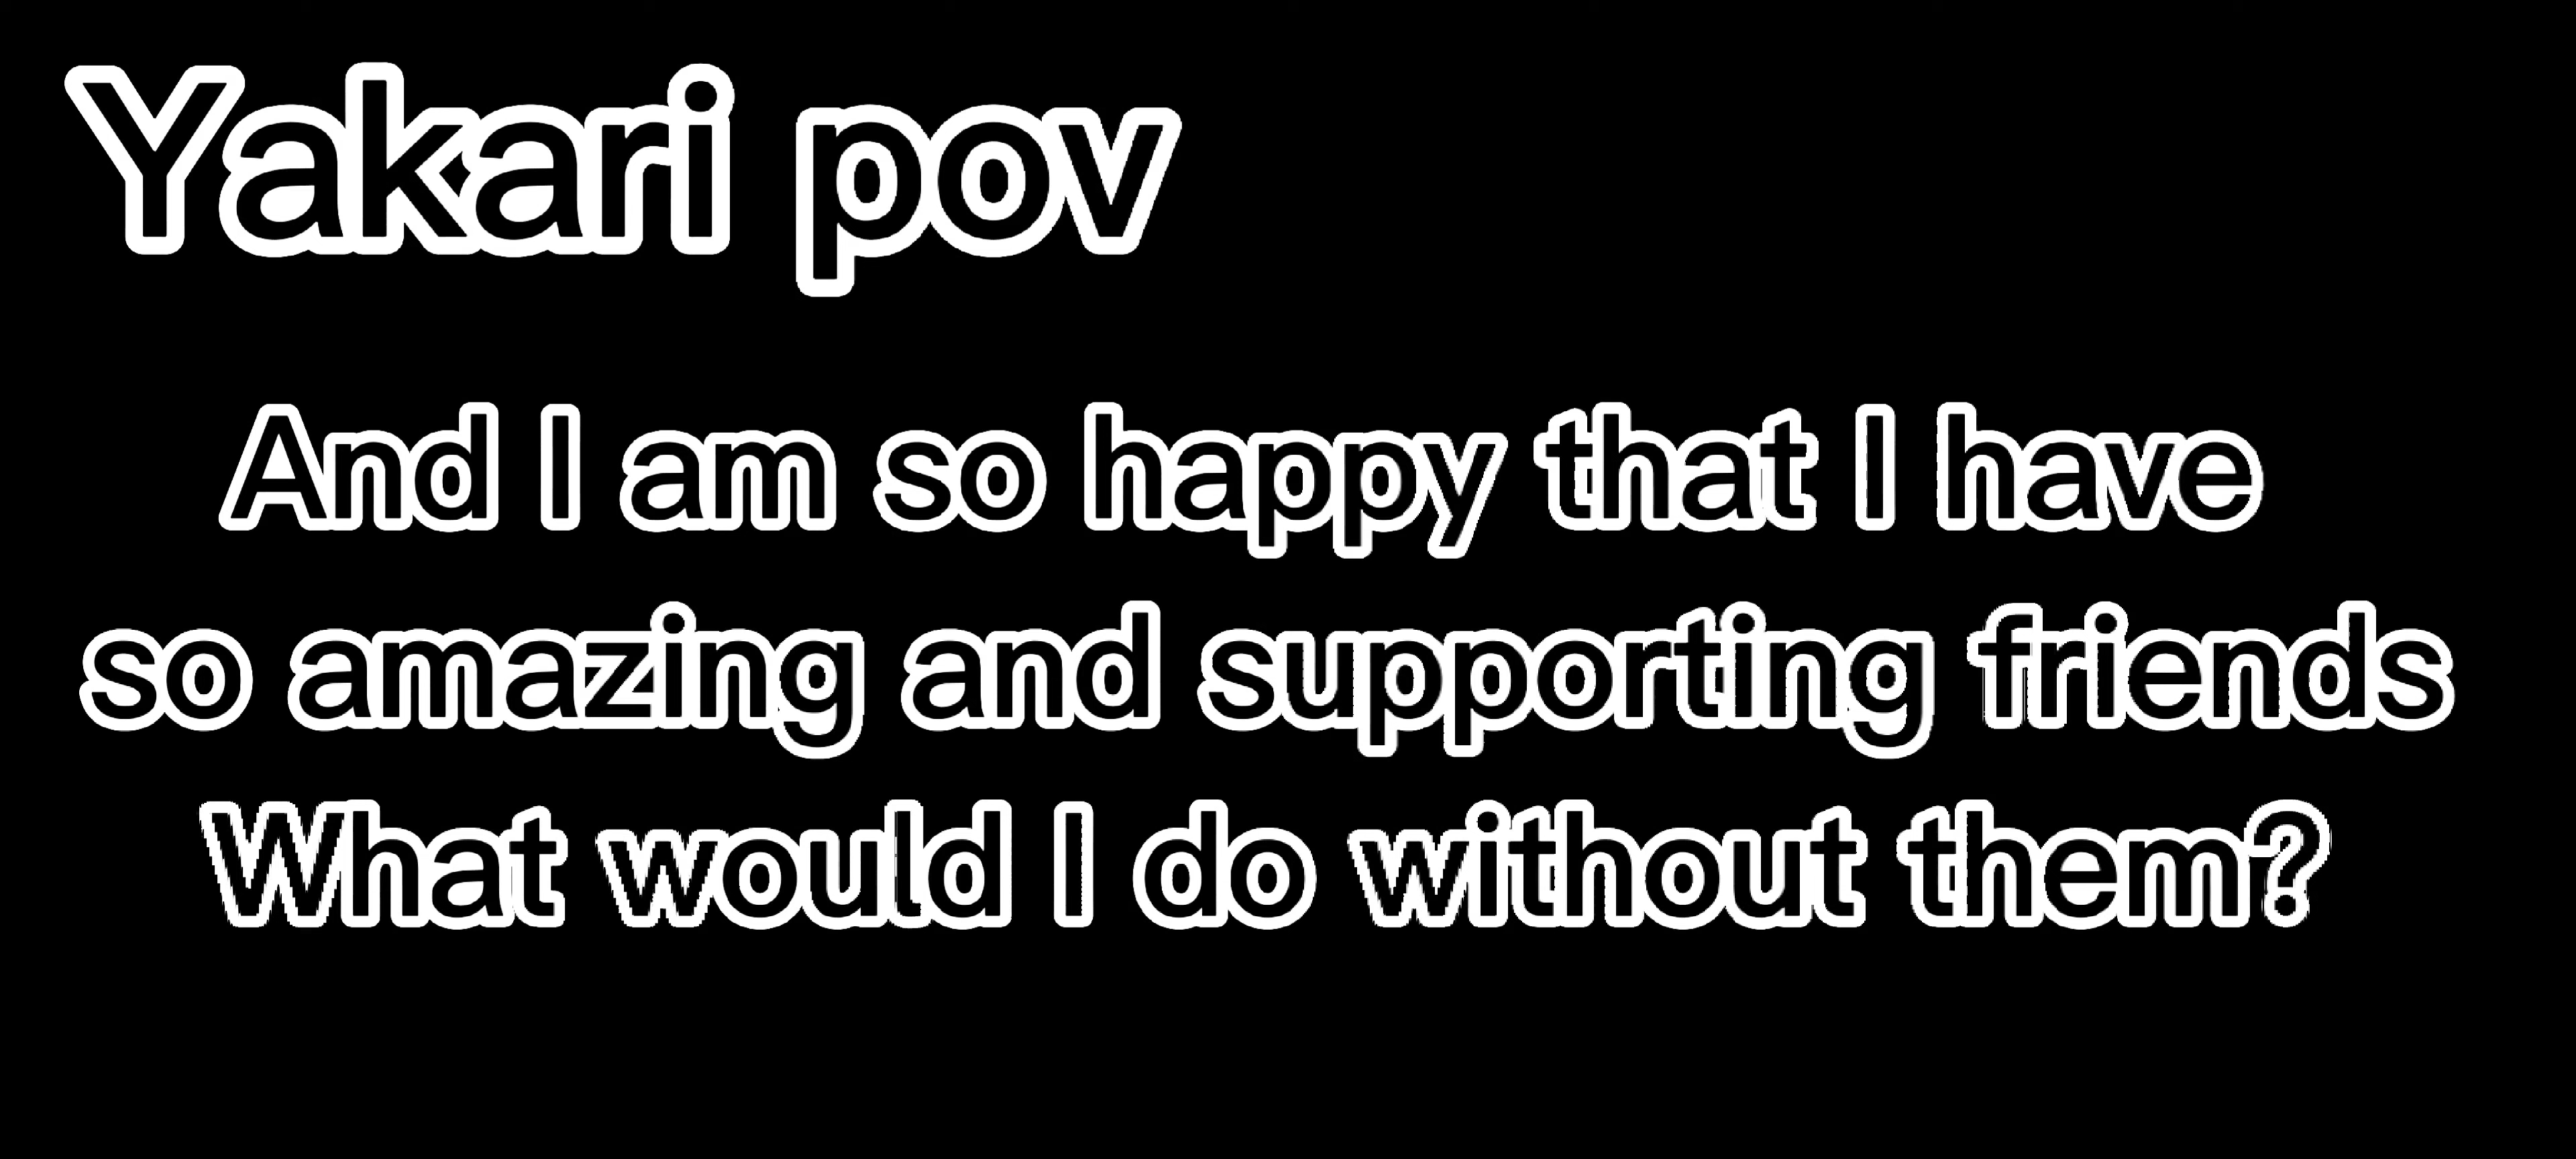 Yakari pov
And I am so happy that I have
so amazing and supporting friends
What would I do without them?